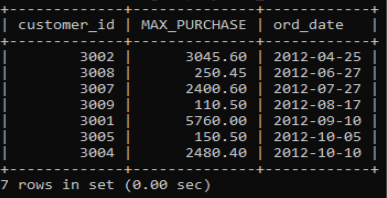 +-------------+--------------+------------+
| customer_id | MAX_PURCHASE | ord_date   |
+-------------+--------------+------------+
|        3002 |      3045.60 | 2012-04-25 |
|        3008 |       250.45 | 2012-06-27 |
|        3007 |      2400.60 | 2012-07-27 |
|        3009 |       110.50 | 2012-08-17 |
|        3001 |      5760.00 | 2012-09-10 |
|        3005 |       150.50 | 2012-10-05 |
|        3004 |      2480.40 | 2012-10-10 |
+-------------+--------------+------------+
7 rows in set (0.00 sec)